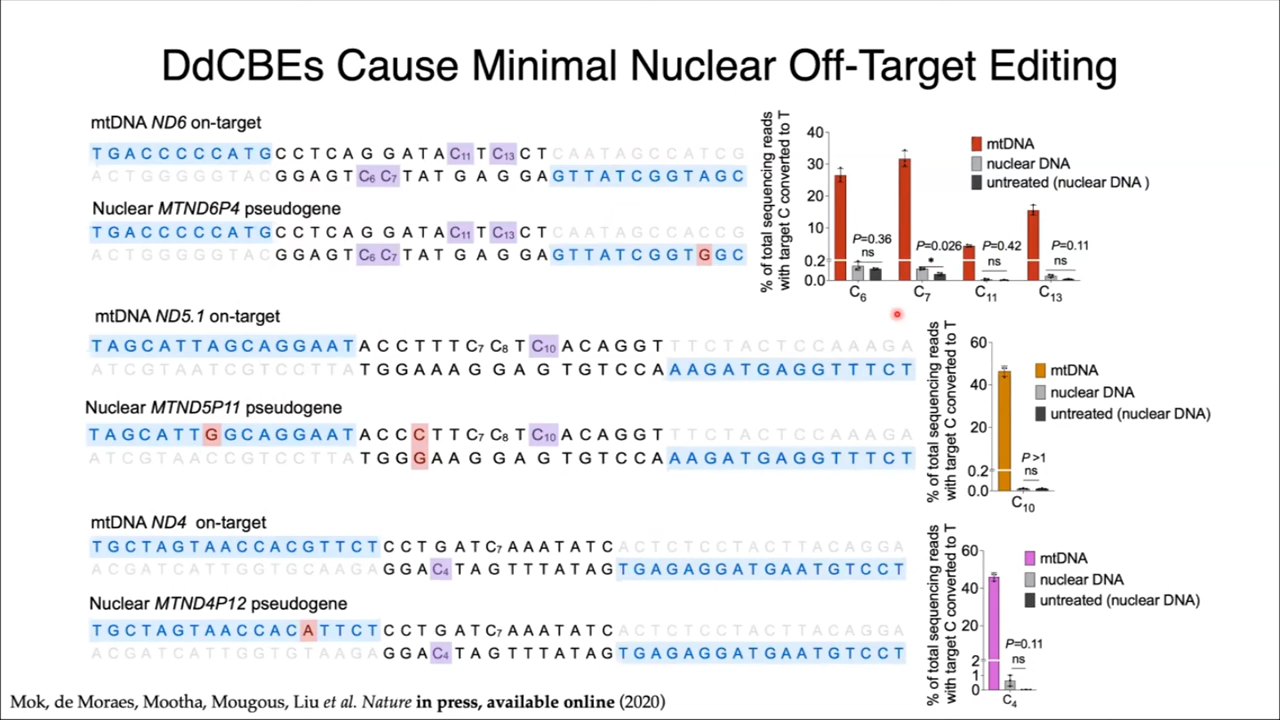 DdCBEs Cause Minimal Nuclear Off-Target Editing
mtDNA ND6 on-target
TGACCCCCATGCCTCAGGATAC11TC13CTCAATAGCCATCG
ACTGGGGGTACGGAGTC6C7TATGAGGAGTTATCGGTAGC
Nuclear MTND6P4 pseudogene
TGACCCCCATGCCTCAGGATAC11TC13CTCAATAGCCACCG
ACTGGGGGTACGGAGTC6C7TATGAGGAGTTATCGGTGGC
% of total sequencing reads
with target C converted to T
40
30
20
10
0.2
0.0
mtDNA
nuclear DNA
untreated (nuclear DNA )
P=0.36
ns
P=0.026
*
P=0.42
ns
P=0.11
ns
C6
C7
C11
C13
mtDNA ND5.1 on-target
TAGCATTAGCAGGAATACCTTTC7C8TC10ACAGGTTTCTACTCCAAAGA
ATCGTAATCGTCCTTATGGAAAGGAGTGTCCAAAGATGAGGTTTCT
Nuclear MTND5P11 pseudogene
TAGCATTGGCAGGAATACCCTTC7C8TC10ACAGGTTTCTACTCCAAAGA
ATCGTAACCGTCCTTATGGGAAGGAGTGTCCAAAGATGAGGTTTCT
% of total sequencing reads
with target C converted to T
60
40
20
0.2
0.0
mtDNA
nuclear DNA
untreated (nuclear DNA)
P >1
ns
C10
mtDNA ND4 on-target
TGCTAGTAACCACGTTCTCCTGATC7AAATATCACTCTCCTACTTACAGGA
ACGATCATTGGTGCAAGAGGAC4TAGTTTATAGTGAGAGGATGAATGTCCT
Nuclear MTND4P12 pseudogene
TGCTAGTAACCACATTCTCCTGATC7AAATATCACTCTCCTACTTACAGGA
ACGATCATTGGTGTAAGAGGAC4TAGTTTATAGTGAGAGGATGAATGTCCT
% of total sequencing reads
with target C converted to T
60
40
20
2
1
0
mtDNA
nuclear DNA
untreated (nuclear DNA)
P=0.11
ns
C4
Mok, de Moraes, Mootha, Mougous, Liu et al. Nature in press, available online (2020)